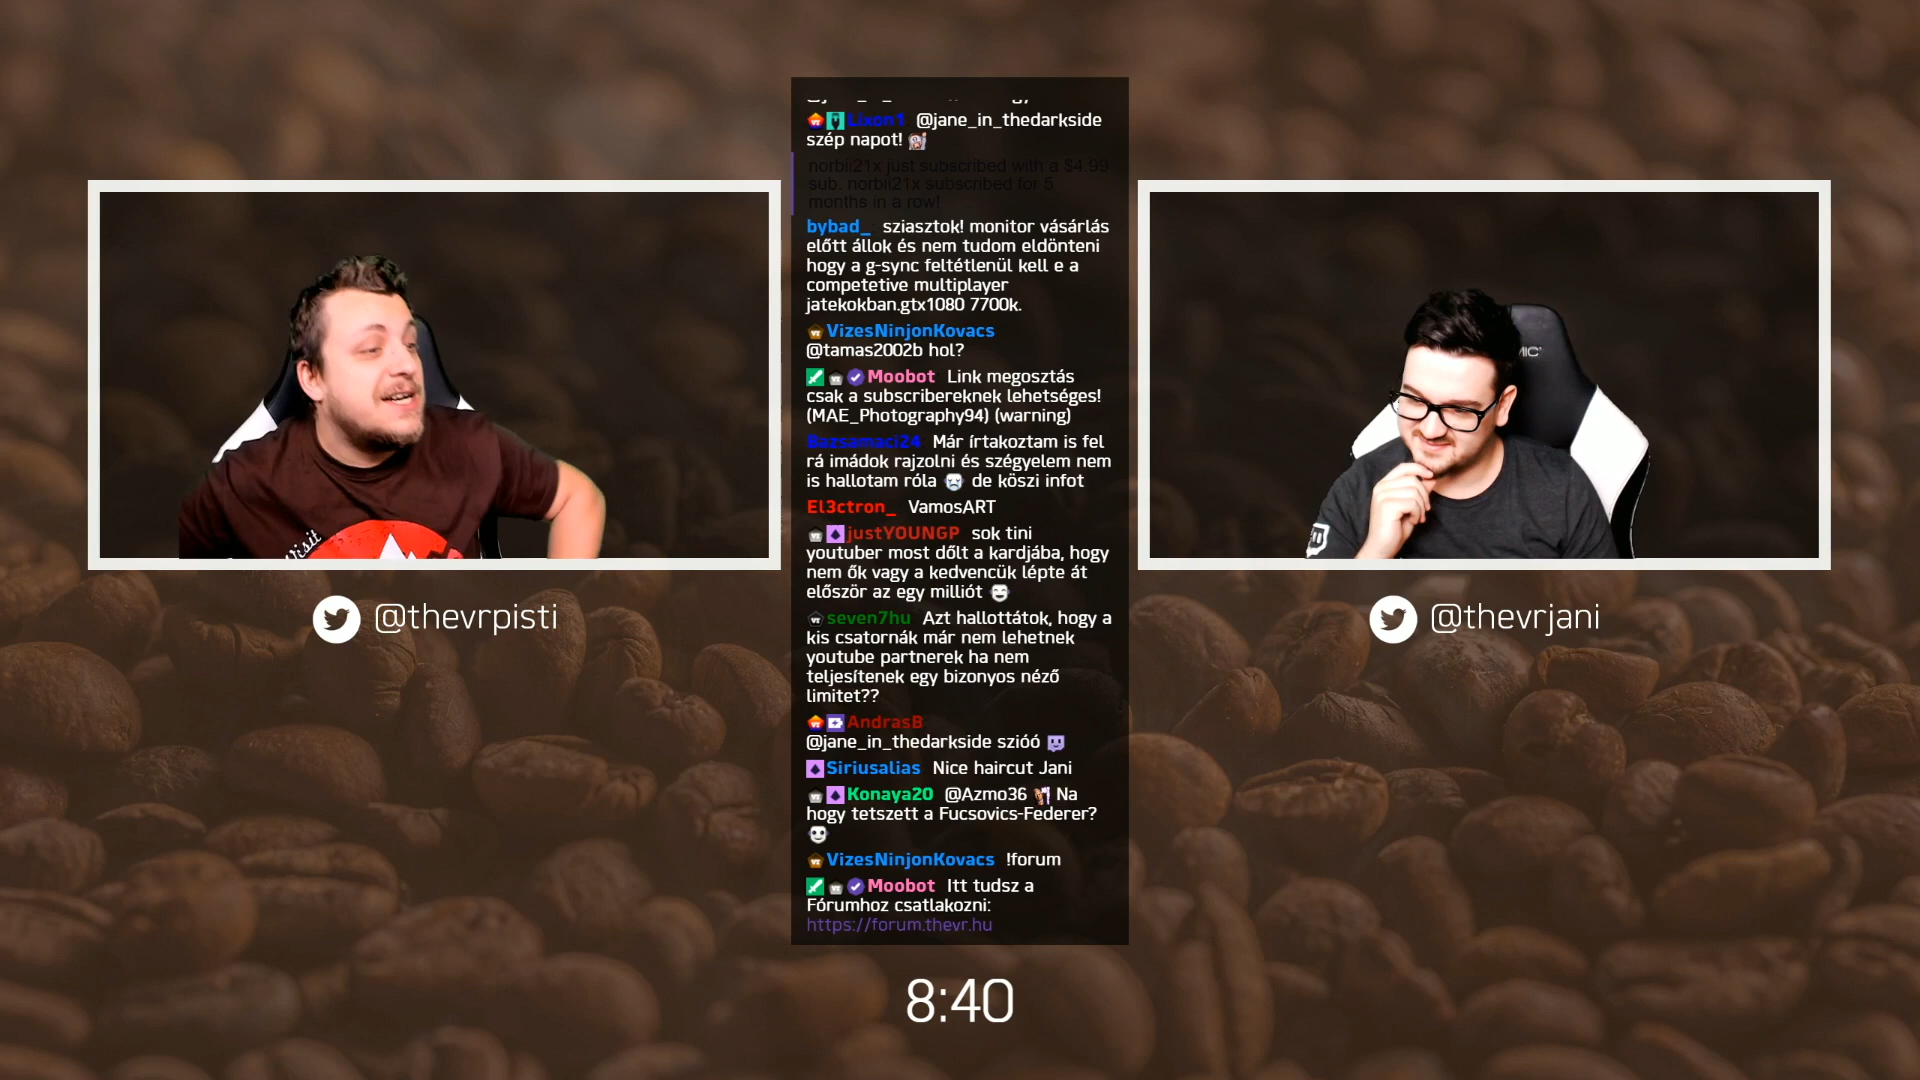 Lixon1 @jane_in_thedarkside
szép napot!
norbii21x just subscribed with a $4.99
sub. norbii21x subscribed for 5
months in a row!
bybad_ sziasztok! monitor vásárlás
előtt állok és nem tudom eldönteni
hogy a g-sync feltétlenül kell e a
competetive multiplayer
jatekokban.gtx1080 7700k.
VizesNinjonKovacs
@tamas2002b hol?
Moobot Link megosztás
csak a subscribereknek lehetséges!
(MAE_Photography94) (warning)
Bazsamaci24 Már írtakoztam is fel
rá imádok rajzolni és szégyelem nem
is hallotam róla de köszi infot
El3ctron_ VamosART
justYOUNGP sok tini
youtuber most dőlt a kardjába, hogy
nem ők vagy a kedvencük lépte át
először az egy milliót
seven7hu Azt hallottátok, hogy a
kis csatornák már nem lehetnek
youtube partnerek ha nem
teljesítenek egy bizonyos néző
limitet??
AndrasB
@jane_in_thedarkside szióó
Siriusalias Nice haircut Jani
Konaya20 @Azmo36 Na
hogy tetszett a Fucsovics-Federer?
VizesNinjonKovacs !forum
Moobot Itt tudsz a
Fórumhoz csatlakozni:
https://forum.thevr.hu
Visit
@thevrpisti
@thevrjani
8:40